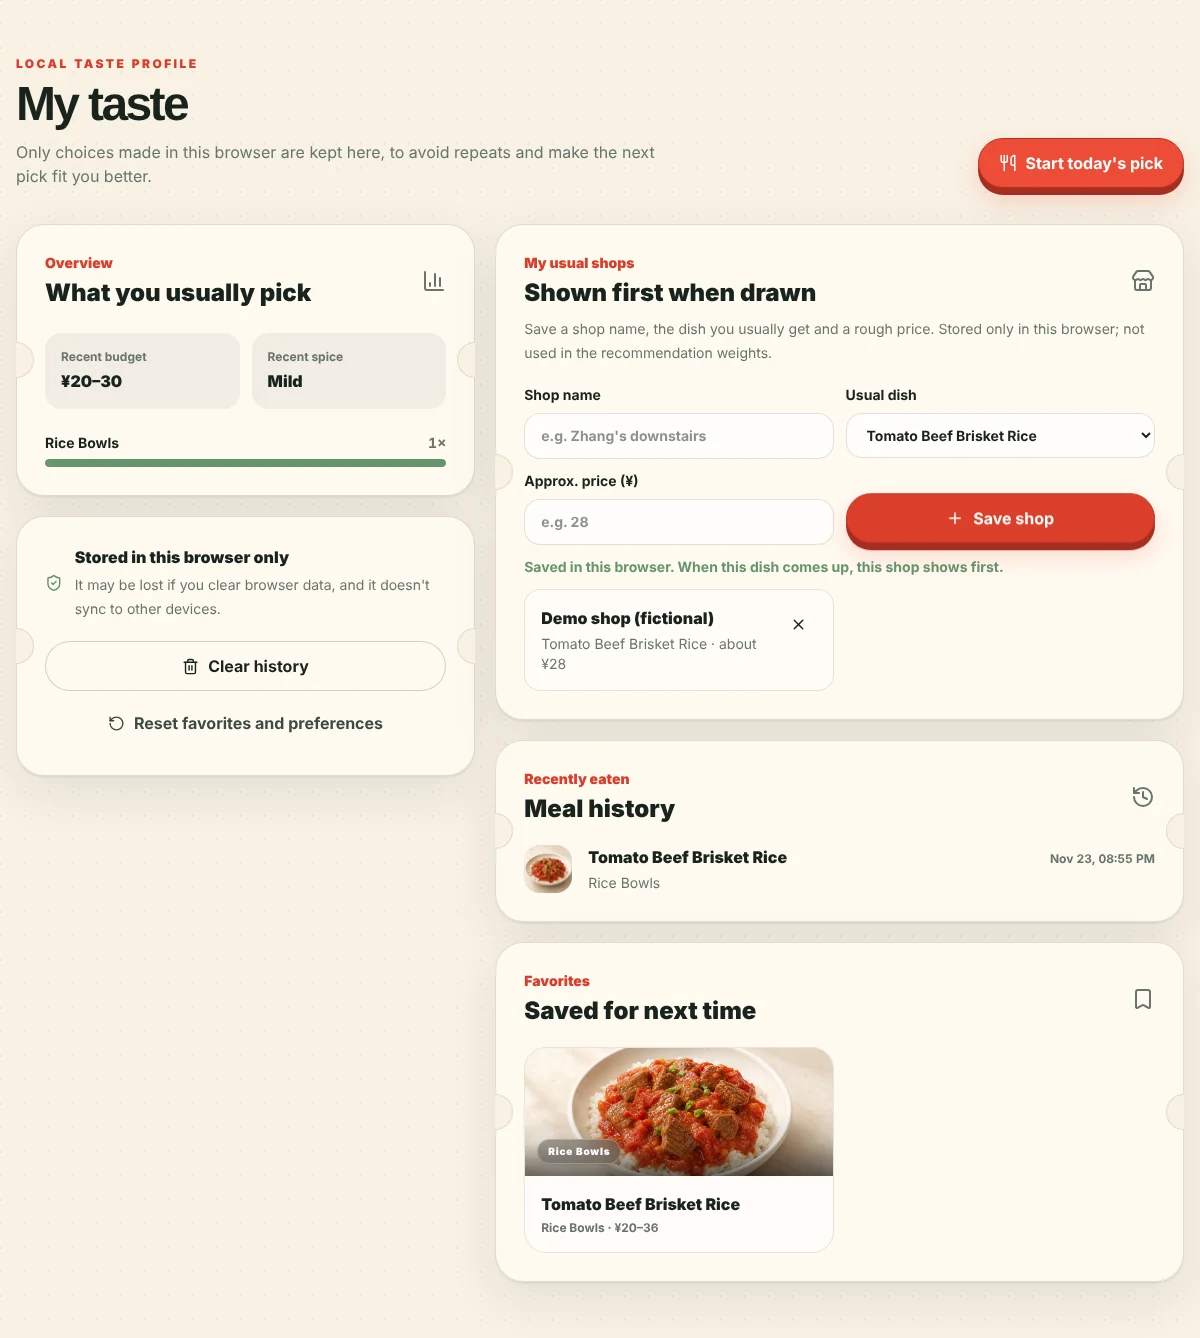 LOCAL TASTE PROFILE
My taste
Only choices made in this browser are kept here, to avoid repeats and make the next
pick fit you better.
Start today's pick
Overview
What you usually pick
Recent budget
¥20–30
Recent spice
Mild
Rice Bowls
1×
Stored in this browser only
It may be lost if you clear browser data, and it doesn't
sync to other devices.
Clear history
Reset favorites and preferences
My usual shops
Shown first when drawn
Save a shop name, the dish you usually get and a rough price. Stored only in this browser; not
used in the recommendation weights.
Shop name
e.g. Zhang's downstairs
Usual dish
Tomato Beef Brisket Rice
Approx. price (¥)
e.g. 28
Save shop
Saved in this browser. When this dish comes up, this shop shows first.
Demo shop (fictional)
Tomato Beef Brisket Rice · about
¥28
Recently eaten
Meal history
Tomato Beef Brisket Rice
Nov 23, 08:55 PM
Rice Bowls
Favorites
Saved for next time
Rice Bowls
Tomato Beef Brisket Rice
Rice Bowls · ¥20–36